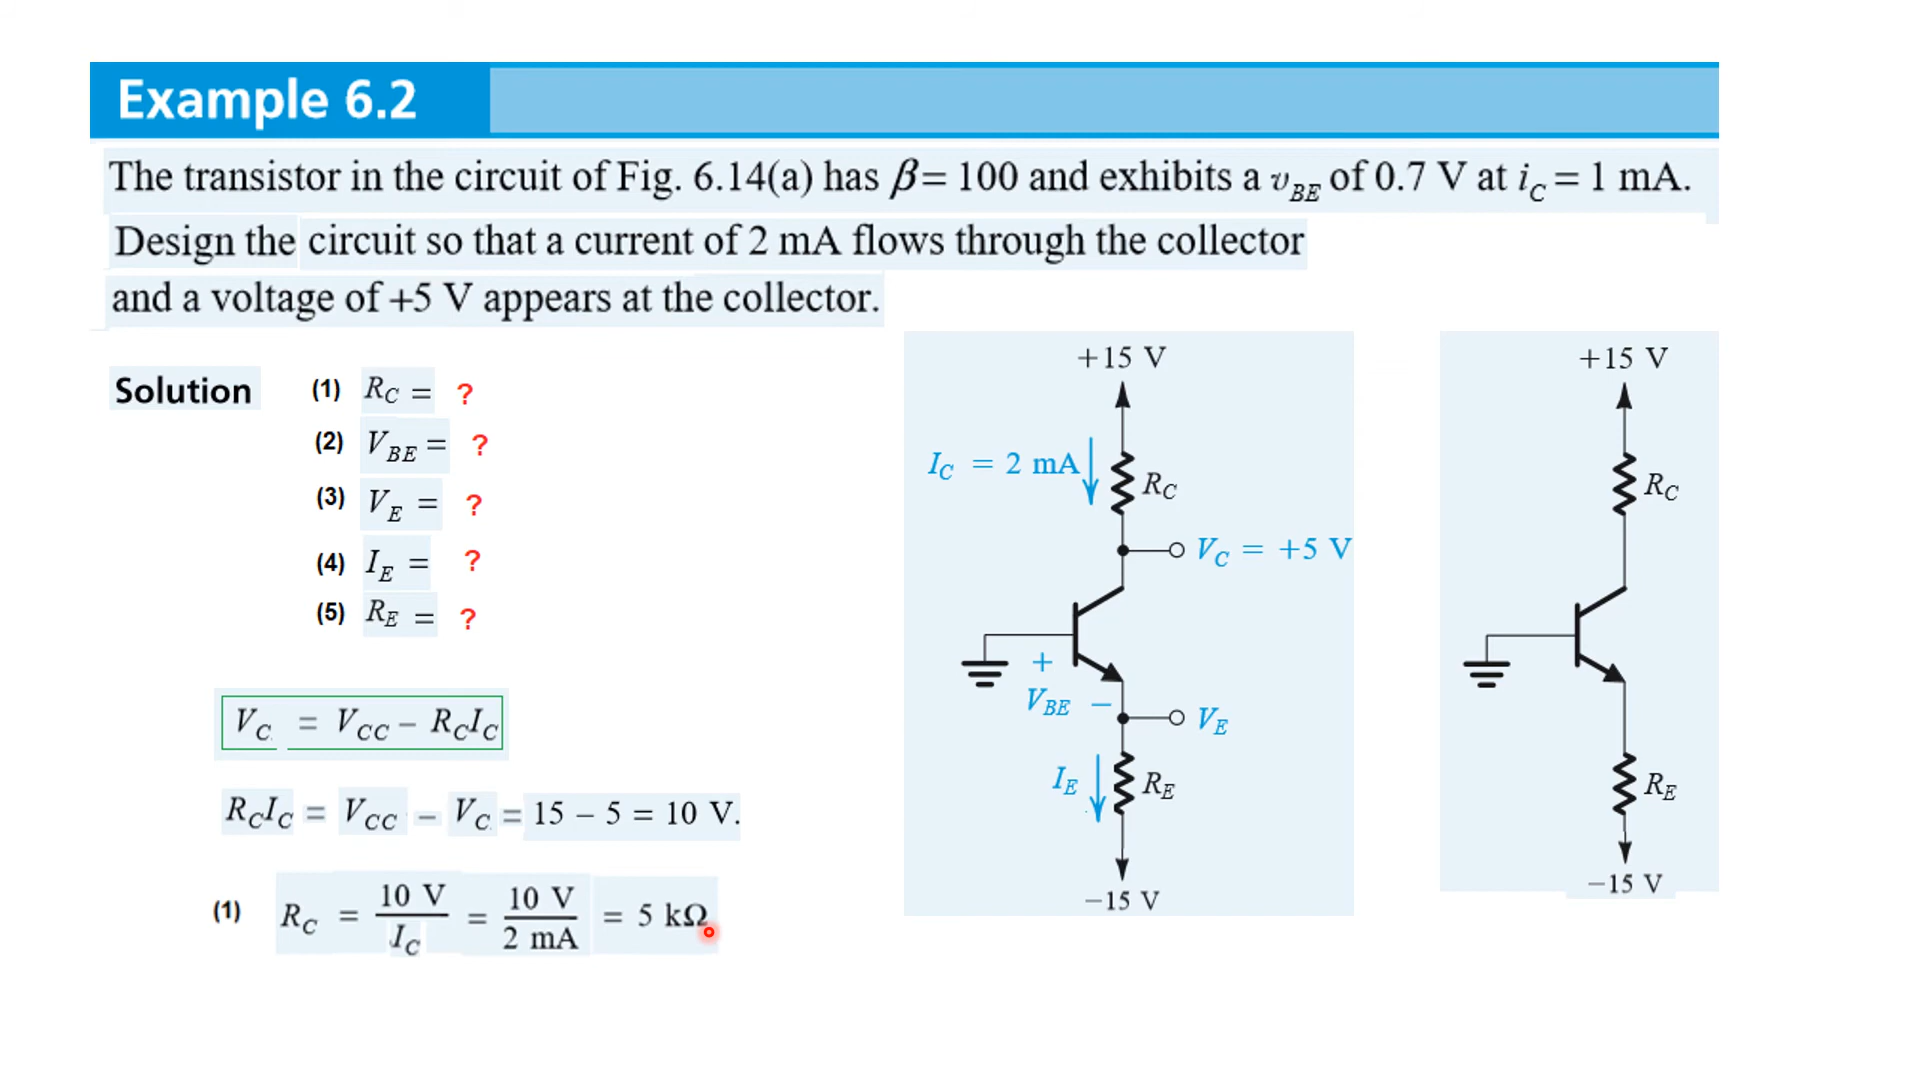 Example 6.2
The transistor in the circuit of Fig. 6.14(a) has β = 100 and exhibits a v_BE of 0.7 V at i_C = 1 mA.
Design the circuit so that a current of 2 mA flows through the collector
and a voltage of +5 V appears at the collector.
Solution
(1) R_C = ?
(2) V_BE = ?
(3) V_E = ?
(4) I_E = ?
(5) R_E = ?
V_C = V_CC − R_C I_C
R_C I_C = V_CC − V_C = 15 − 5 = 10 V.
(1) R_C = 10 V / I_C = 10 V / 2 mA = 5 kΩ
+15 V
I_C = 2 mA
R_C
V_C = +5 V
+
V_BE −
V_E
I_E
R_E
−15 V
+15 V
R_C
R_E
−15 V